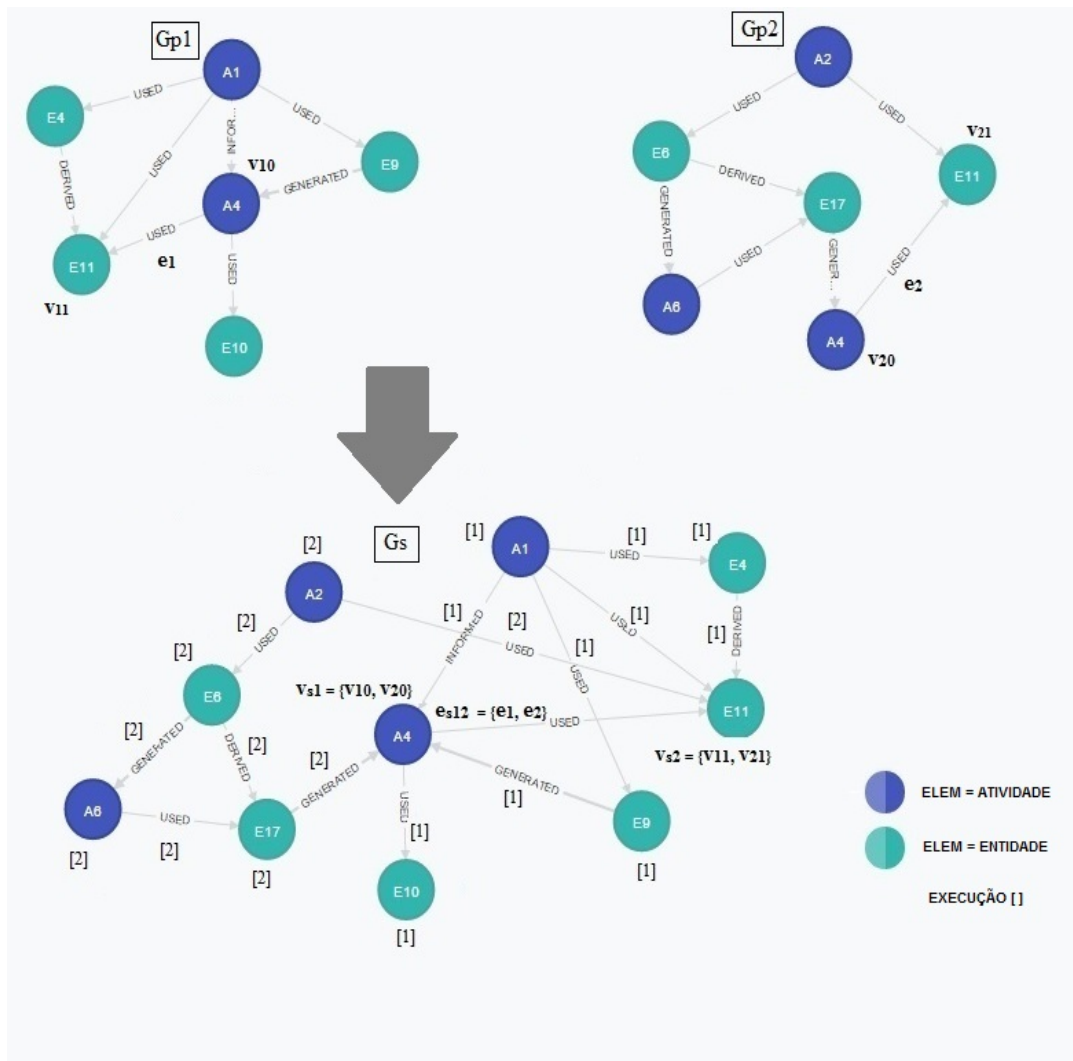 Gp1
A1
USED
E4
USED
USED
INFOR...
v10
E9
DERIVED
GENERATED
A4
USED
e1
E11
v11
USED
E10
Gp2
A2
USED
USED
v21
E6
E11
DERIVED
E17
GENERATED
USED
GENER...
USED
e2
A6
A4
v20
Gs
[1]
A1
[1]
USED
[1]
E4
[2]
A2
[2]
USED
[1]
INFORMED
[2]
USED
[1]
USED
[1]
USED
[1]
DERIVED
[2]
E6
vs1 = {v10, v20}
es12 = {e1, e2}
USED
E11
vs2 = {v11, v21}
A4
[2]
GENERATED
[2]
DERIVED
[2]
GENERATED
GENERATED
[1]
A6
USED
E17
USED
[1]
E9
[2]
[2]
[2]
[1]
E10
[1]
ELEM = ATIVIDADE
ELEM = ENTIDADE
EXECUÇÃO [ ]